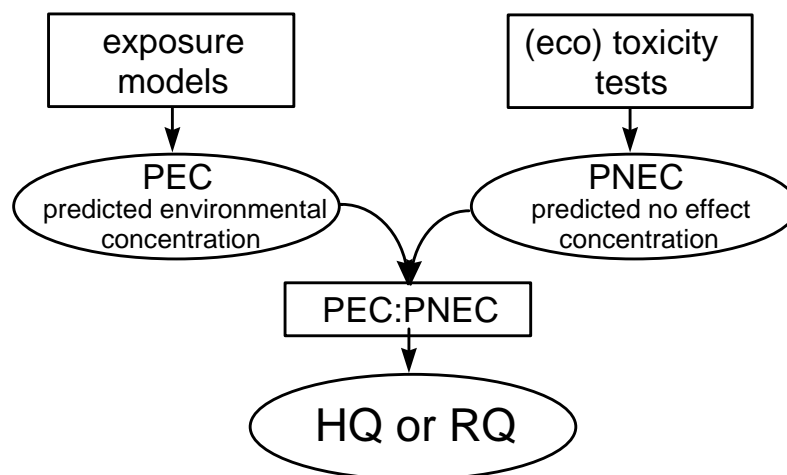 exposure
models
(eco) toxicity
tests
PEC
predicted environmental
concentration
PNEC
predicted no effect
concentration
PEC:PNEC
HQ or RQ